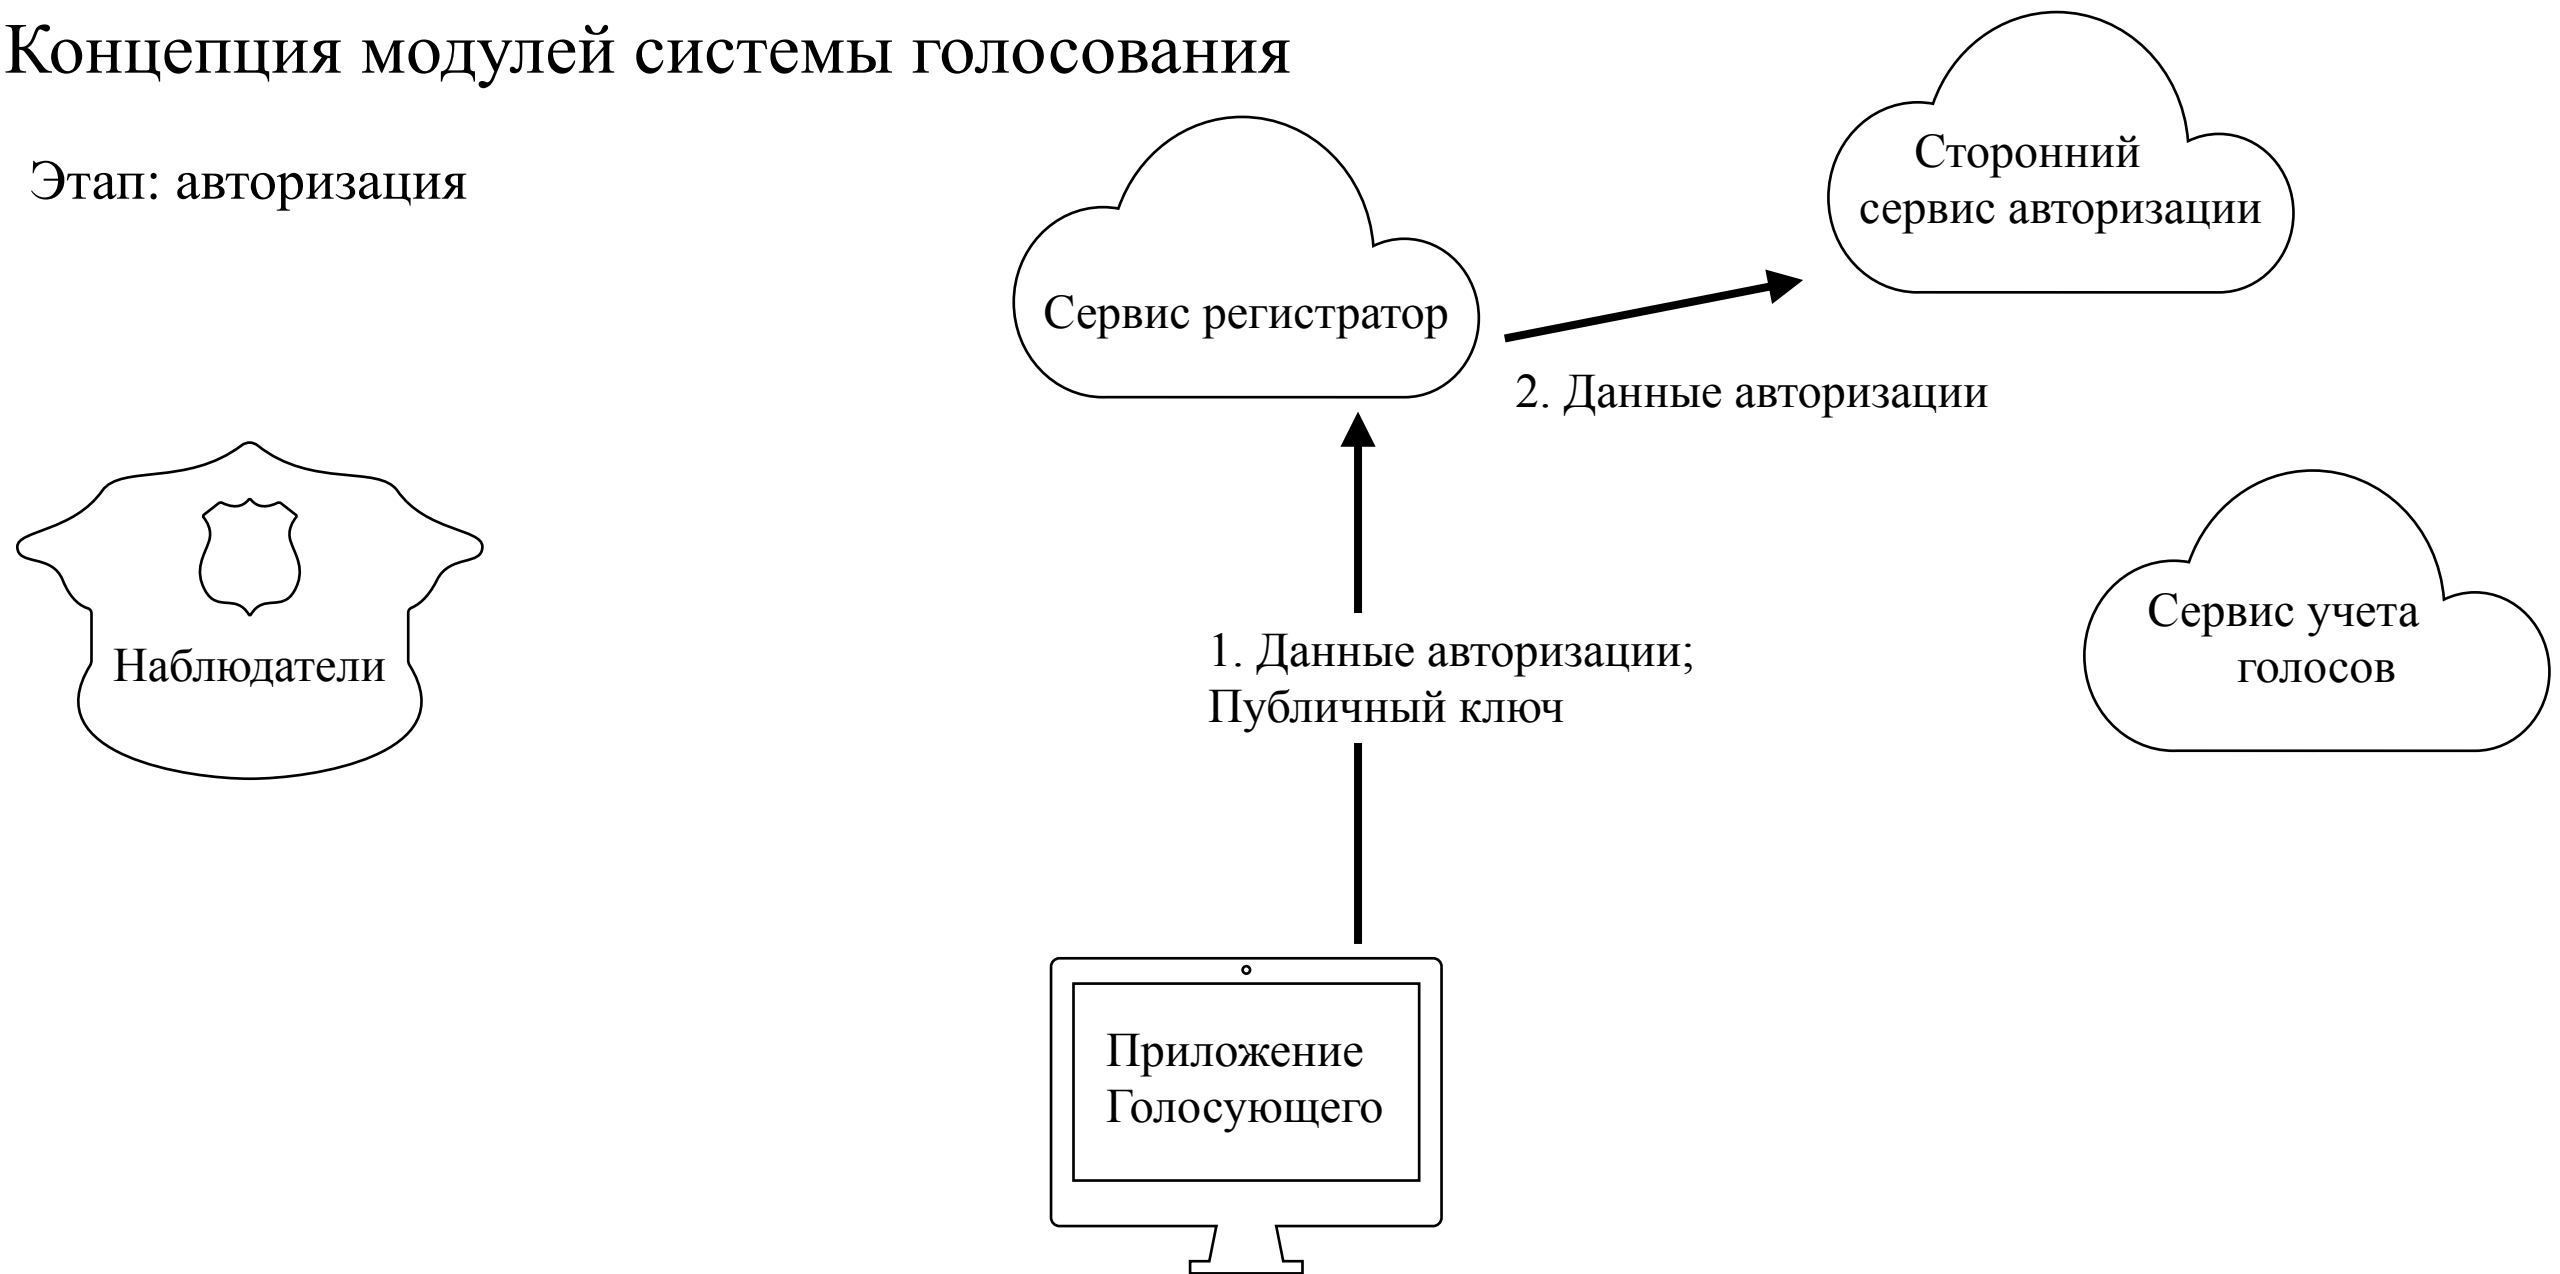 Концепция модулей системы голосования
Этап: авторизация
Сторонний
сервис авторизации
Сервис регистратор
2. Данные авторизации
Наблюдатели
Сервис учета
голосов
1. Данные авторизации;
Публичный ключ
Приложение
Голосующего